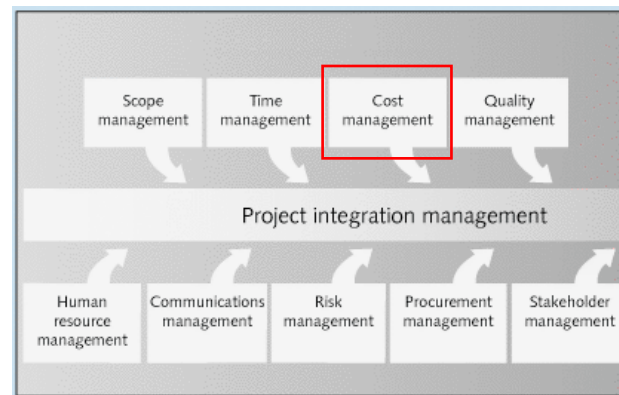 Scope
management
Time
management
Cost
management
Quality
management
Project integration management
Human
resource
management
Communications
management
Risk
management
Procurement
management
Stakeholder
management